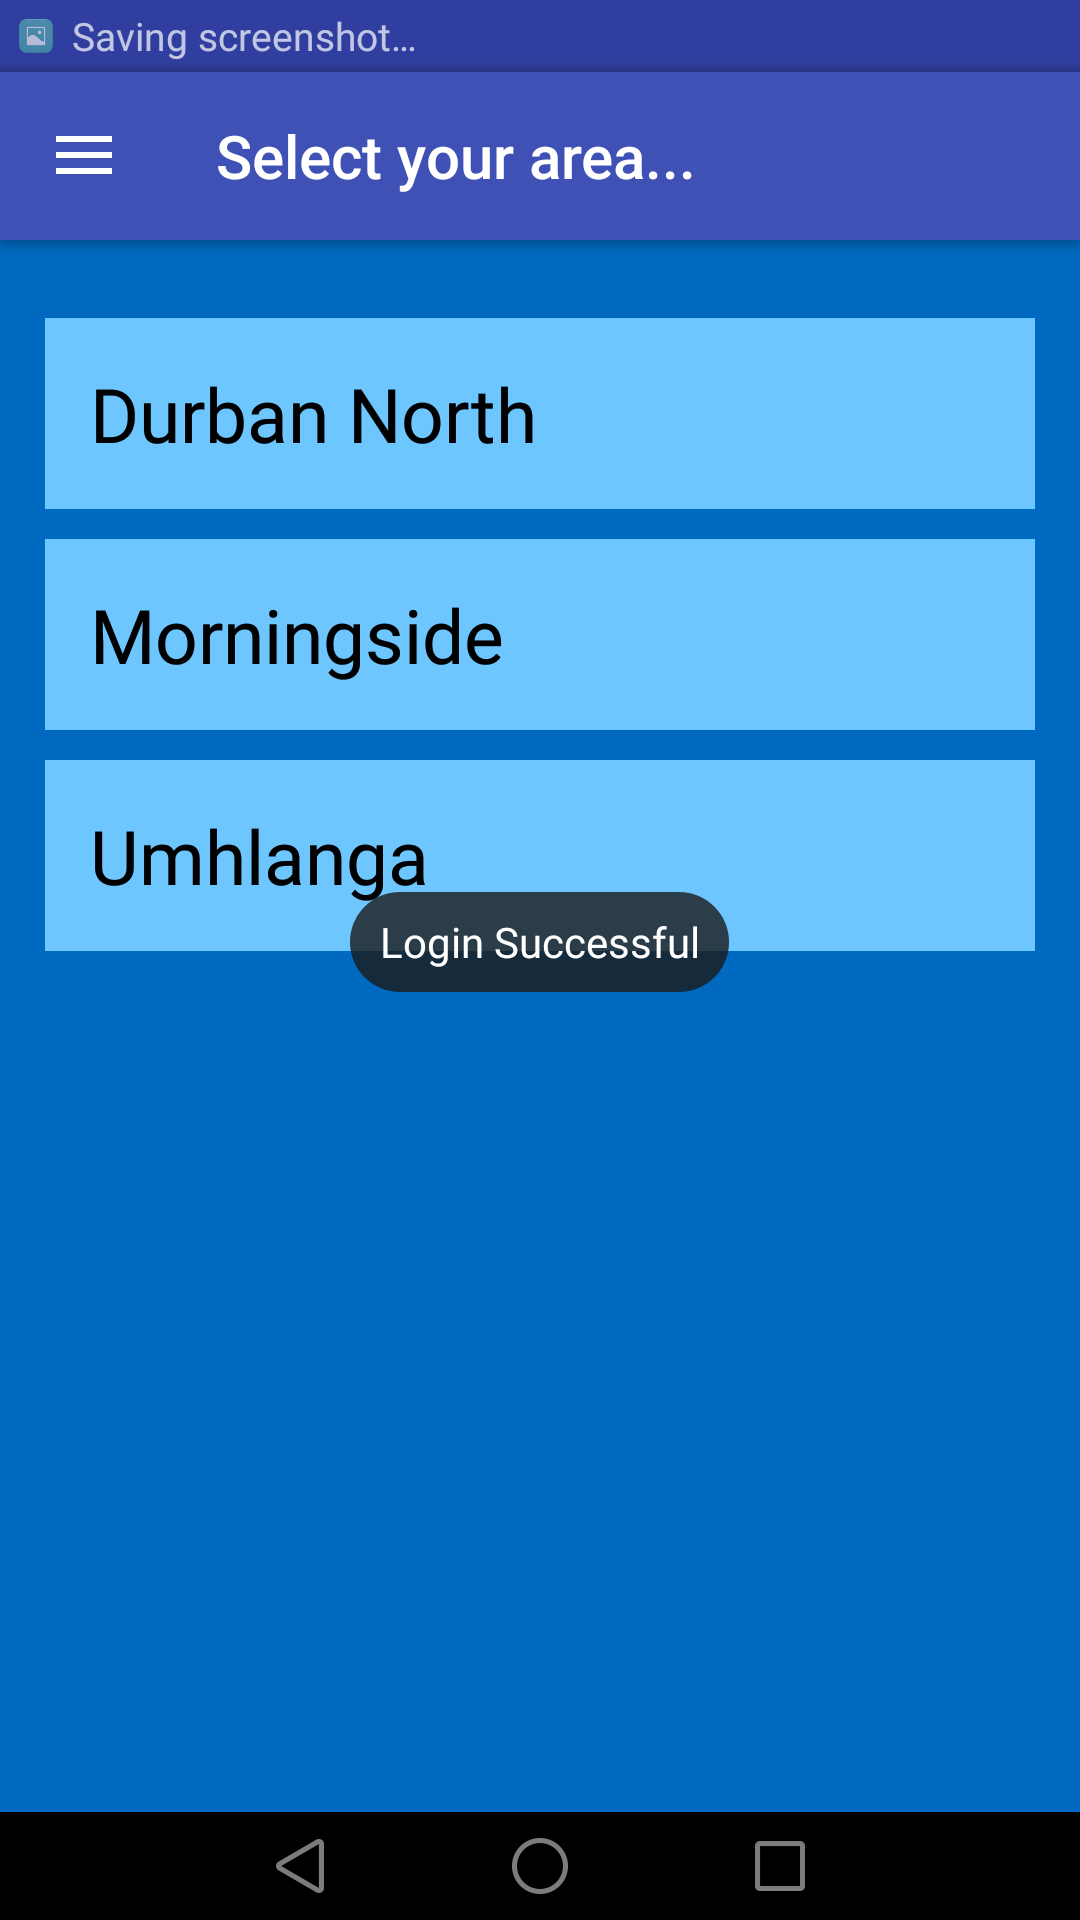 Saving screenshot...
Select your area...
Durban North
Morningside
Umhlanga
Login Successful